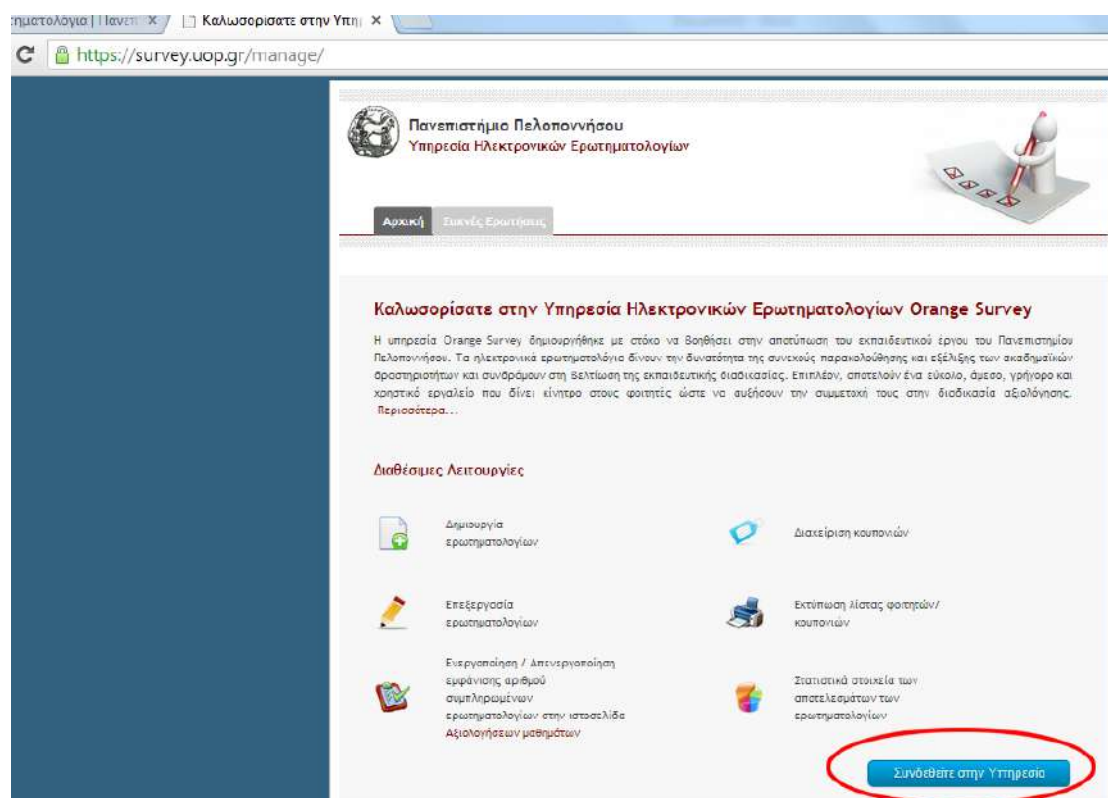 Καλωσορίσατε στην Υπη
https://survey.uop.gr/manage/
Πανεπιστήμιο Πελοποννήσου
Υπηρεσία Ηλεκτρονικών Ερωτηματολογίων
Αρχική Συχνές Ερωτήσεις
Καλωσορίσατε στην Υπηρεσία Ηλεκτρονικών Ερωτηματολογίων Orange Survey
Η υπηρεσία Orange Survey δημιουργήθηκε με στόχο να βοηθήσει στην αποτύπωση του εκπαιδευτικού έργου του Πανεπιστημίου
Πελοποννήσου. Τα ηλεκτρονικά ερωτηματολόγια δίνουν την δυνατότητα της συνεχούς παρακολούθησης και εξέλιξης των ακαδημαϊκών
δραστηριοτήτων και συνδράμουν στη βελτίωση της εκπαιδευτικής διαδικασίας. Επιπλέον, αποτελούν ένα εύκολο, άμεσο, γρήγορο και
χρηστικό εργαλείο που δίνει κίνητρο στους φοιτητές ώστε να αυξήσουν την συμμετοχή τους στην διαδικασία αξιολόγησης.
Περισσότερα...
Διαθέσιμες Λειτουργίες
Δημιουργία
ερωτηματολογίων
Διαχείριση κουπονιών
Επεξεργασία
ερωτηματολογίων
Εκτύπωση λίστας φοιτητών/
κουπονιών
Ενεργοποίηση / Απενεργοποίηση
εμφάνισης αριθμού
συμπληρωμένων
ερωτηματολογίων στην ιστοσελίδα
Αξιολογήσεων μαθημάτων
Στατιστικά στοιχεία των
αποτελεσμάτων των
ερωτηματολογίων
Συνδεθείτε στην Υπηρεσία